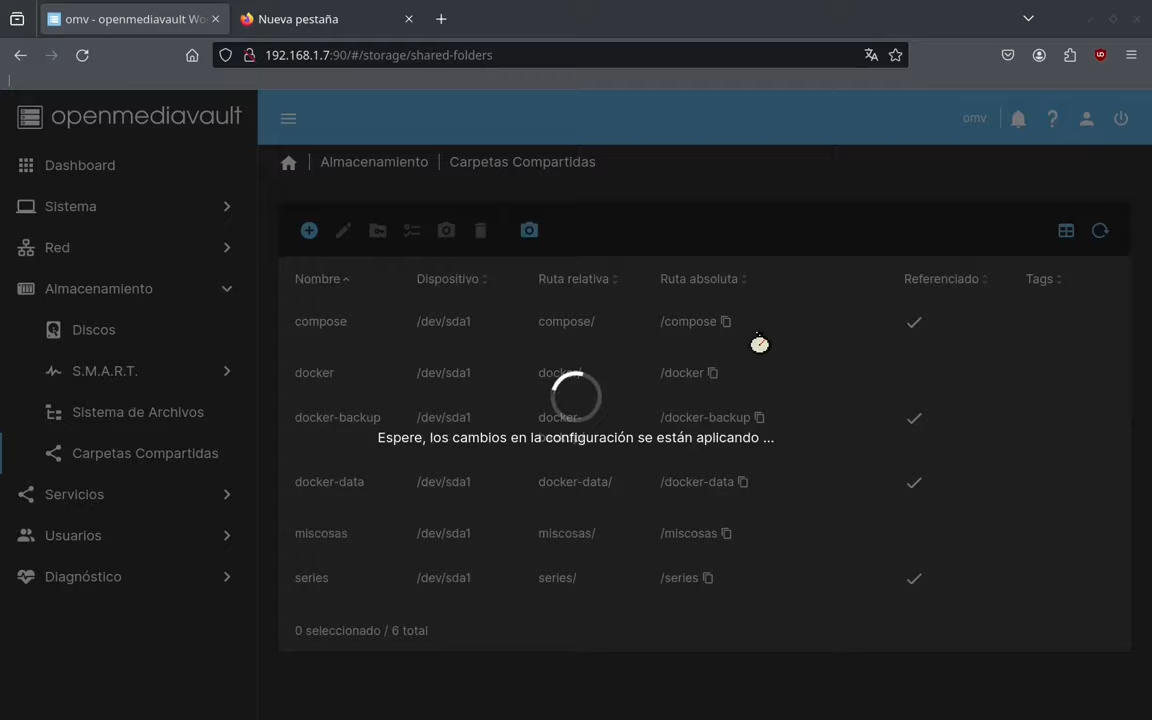 omv - openmediavault Wo
Nueva pestaña
192.168.1.7:90/#/storage/shared-folders
openmediavault
omv
Dashboard
Sistema
Red
Almacenamiento
Discos
S.M.A.R.T.
Sistema de Archivos
Carpetas Compartidas
Servicios
Usuarios
Diagnóstico
Almacenamiento | Carpetas Compartidas
Nombre Dispositivo Ruta relativa Ruta absoluta Referenciado Tags
compose /dev/sda1 compose/ /compose
docker /dev/sda1 docker/ /docker
docker-backup /dev/sda1 docker- /docker-backup
Espere, los cambios en la configuración se están aplicando ...
docker-data /dev/sda1 docker-data/ /docker-data
miscosas /dev/sda1 miscosas/ /miscosas
series /dev/sda1 series/ /series
0 seleccionado / 6 total